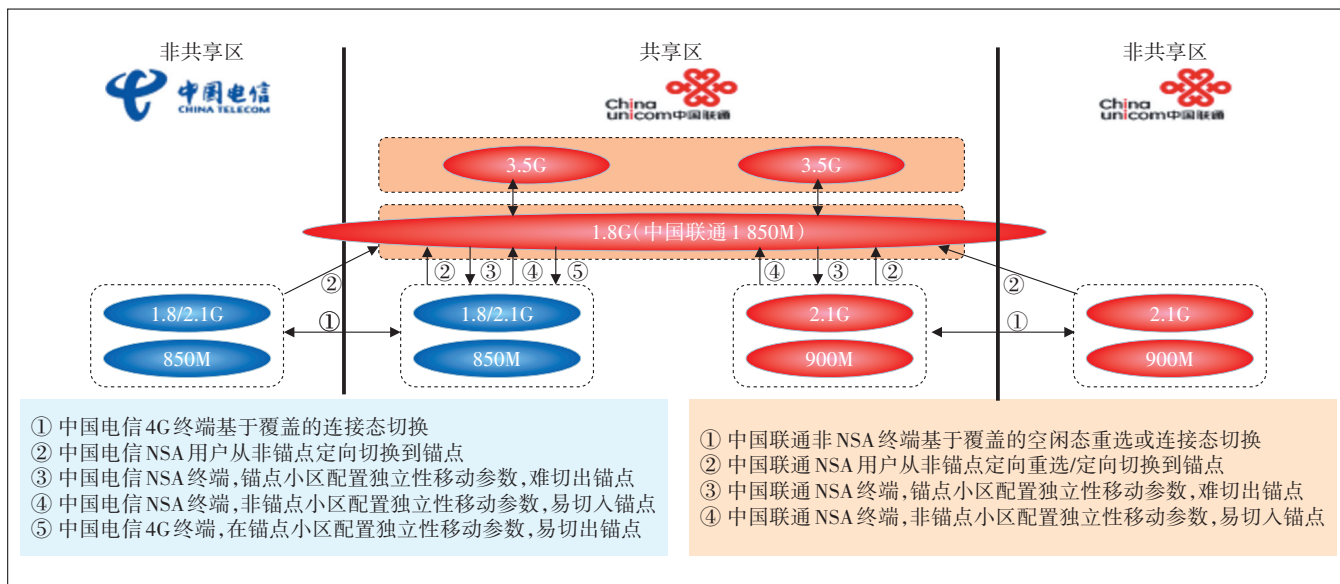 非共享区
共享区
非共享区
中国电信
CHINA TELECOM
China
unicom中国联通
China
unicom中国联通
3.5G
3.5G
1.8G(中国联通1 850M)
②
③
④
⑤
④
③
②
②
②
1.8/2.1G
1.8/2.1G
2.1G
2.1G
①
①
850M
850M
900M
900M
① 中国电信4G终端基于覆盖的连接态切换
② 中国电信NSA用户从非锚点定向切换到锚点
③ 中国电信NSA终端,锚点小区配置独立性移动参数,难切出锚点
④ 中国电信NSA终端,非锚点小区配置独立性移动参数,易切入锚点
⑤ 中国电信4G终端,在锚点小区配置独立性移动参数,易切出锚点
① 中国联通非NSA终端基于覆盖的空闲态重选或连接态切换
② 中国联通NSA用户从非锚点定向重选/定向切换到锚点
③ 中国联通NSA终端,锚点小区配置独立性移动参数,难切出锚点
④ 中国联通NSA终端,非锚点小区配置独立性移动参数,易切入锚点